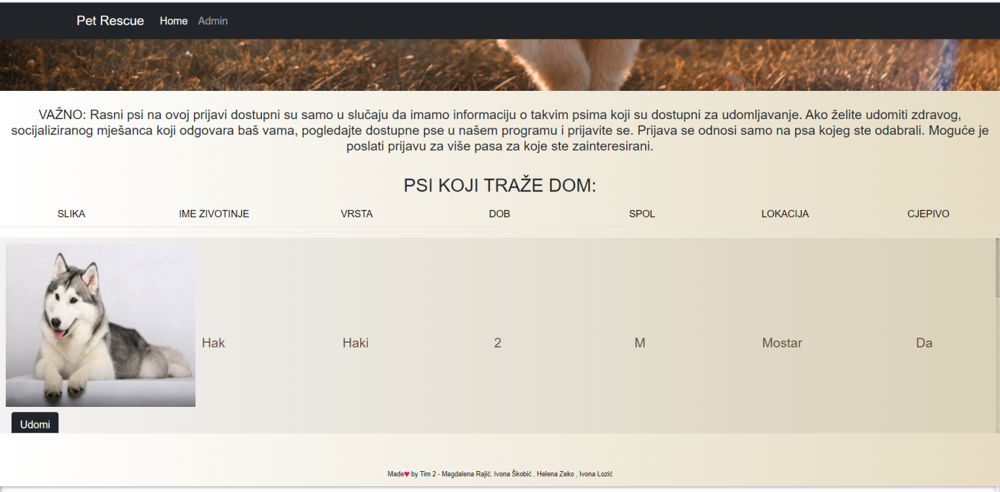 Pet Rescue Home Admin
VAŽNO: Rasni psi na ovoj prijavi dostupni su samo u slučaju da imamo informaciju o takvim psima koji su dostupni za udomljavanje. Ako želite udomiti zdravog,
socijaliziranog mješanca koji odgovara baš vama, pogledajte dostupne pse u našem programu i prijavite se. Prijava se odnosi samo na psa kojeg ste odabrali. Moguće je
poslati prijavu za više pasa za koje ste zainteresirani.
PSI KOJI TRAŽE DOM:
SLIKA IME ZIVOTINJE VRSTA DOB SPOL LOKACIJA CJEPIVO
Hak Haki 2 M Mostar Da
Udomi
Made♥ by Tim 2 - Magdalena Rajić, Ivona Škobić , Helena Zeko , Ivona Lozić